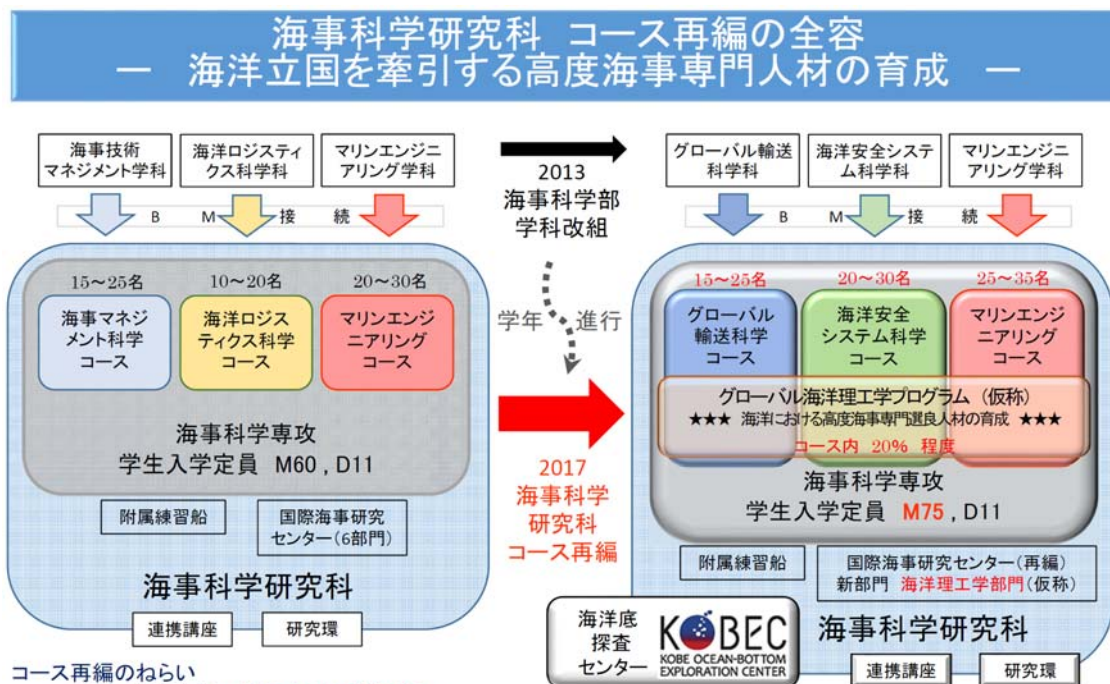 海事科学研究科 コース再編の全容
― 海洋立国を牽引する高度海事専門人材の育成 ―
海事技術
マネジメント学科
海洋ロジスティ
クス科学科
マリンエンジニ
アリング学科
B M 接 続
15～25名
海事マネジ
メント科学
コース
10～20名
海洋ロジス
ティクス科学
コース
20～30名
マリンエンジ
ニアリング
コース
海事科学専攻
学生入学定員 M60 , D11
附属練習船
国際海事研究
センター(6部門)
海事科学研究科
連携講座
研究環
2013
海事科学部
学科改組
学年 進行
2017
海事科学
研究科
コース再編
グローバル輸送
科学科
海洋安全システ
ム科学科
マリンエンジニ
アリング学科
B M 接 続
15～25名
グローバル
輸送科学
コース
20～30名
海洋安全
システム科学
コース
25～35名
マリンエンジ
ニアリング
コース
グローバル海洋理工学プログラム (仮称)
★★★ 海洋における高度海事専門選良人材の育成 ★★★
コース内 20% 程度
海事科学専攻
学生入学定員 M75 , D11
附属練習船
国際海事研究センター(再編)
新部門 海洋理工学部門(仮称)
海洋底
探査
センター
KOBEC
KOBE OCEAN-BOTTOM
EXPLORATION CENTER
海事科学研究科
連携講座
研究環
コース再編のねらい